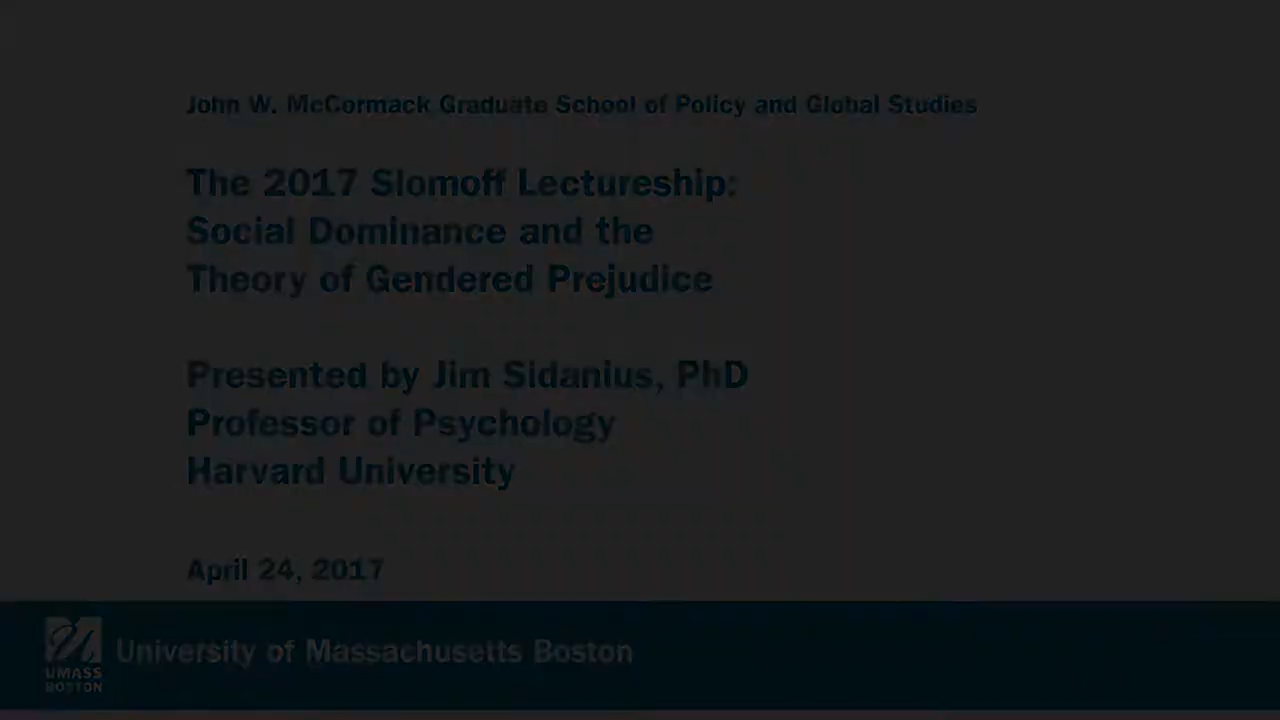 John W. McCormack Graduate School of Policy and Global Studies
The 2017 Slomoff Lectureship:
Social Dominance and the
Theory of Gendered Prejudice
Presented by Jim Sidanius, PhD
Professor of Psychology
Harvard University
April 24, 2017
University of Massachusetts Boston
UMASS
BOSTON